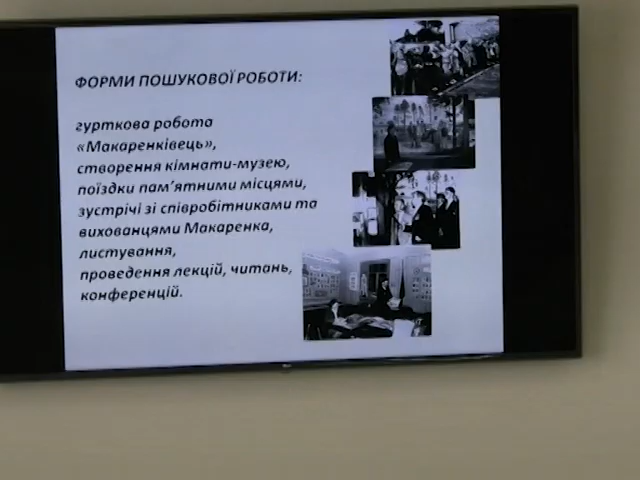 ФОРМИ ПОШУКОВОЇ РОБОТИ:
гурткова робота
«Макаренківець»,
створення кімнати-музею,
поїздки пам'ятними місцями,
зустрічі зі співробітниками та
вихованцями Макаренка,
листування,
проведення лекцій, читань,
конференцій.